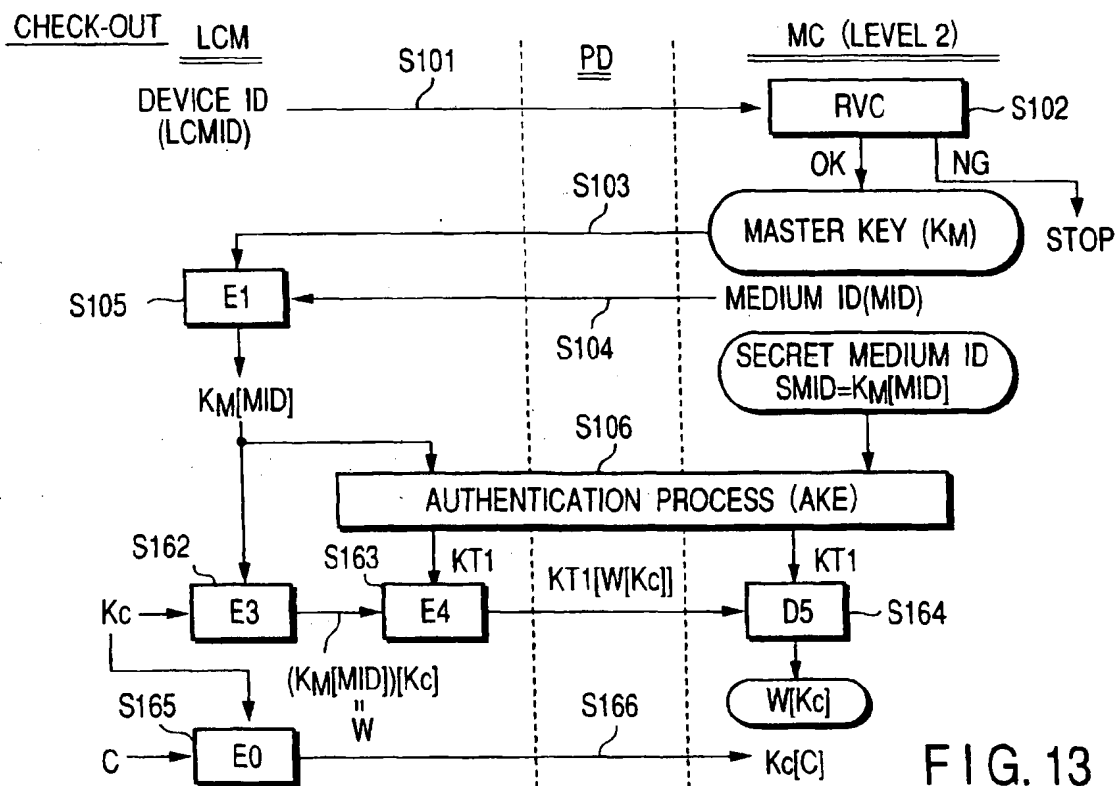 CHECK-OUT
LCM
PD
MC (LEVEL 2)
S101
DEVICE ID
(LCMID)
RVC
S102
OK
NG
S103
MASTER KEY (KM)
STOP
S105
E1
MEDIUM ID(MID)
S104
SECRET MEDIUM ID
SMID=KM[MID]
KM[MID]
S106
AUTHENTICATION PROCESS (AKE)
S162
S163
KT1
KT1[W[Kc]]
KT1
Kc
E3
E4
D5
S164
(KM[MID])[Kc]
"
W
W[Kc]
S165
S166
C
E0
Kc[C]
FIG. 13